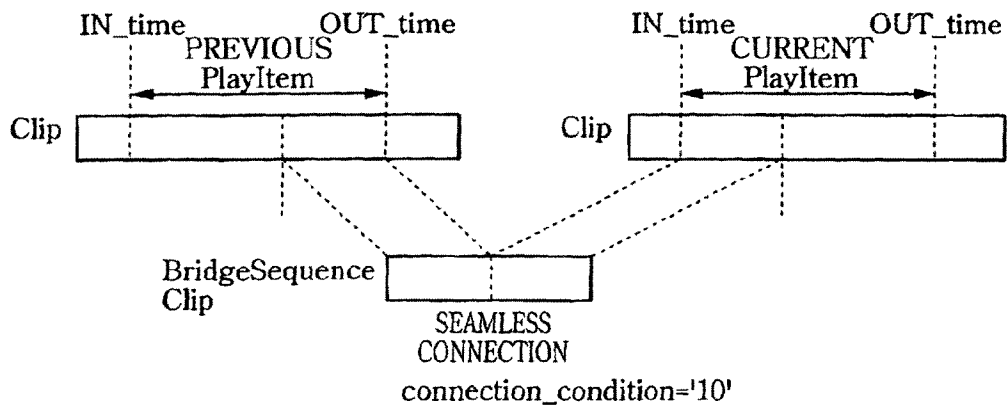 IN_time OUT_time IN_time OUT_time
PREVIOUS
PlayItem
CURRENT
PlayItem
Clip
Clip
BridgeSequence
Clip
SEAMLESS
CONNECTION
connection_condition='10'